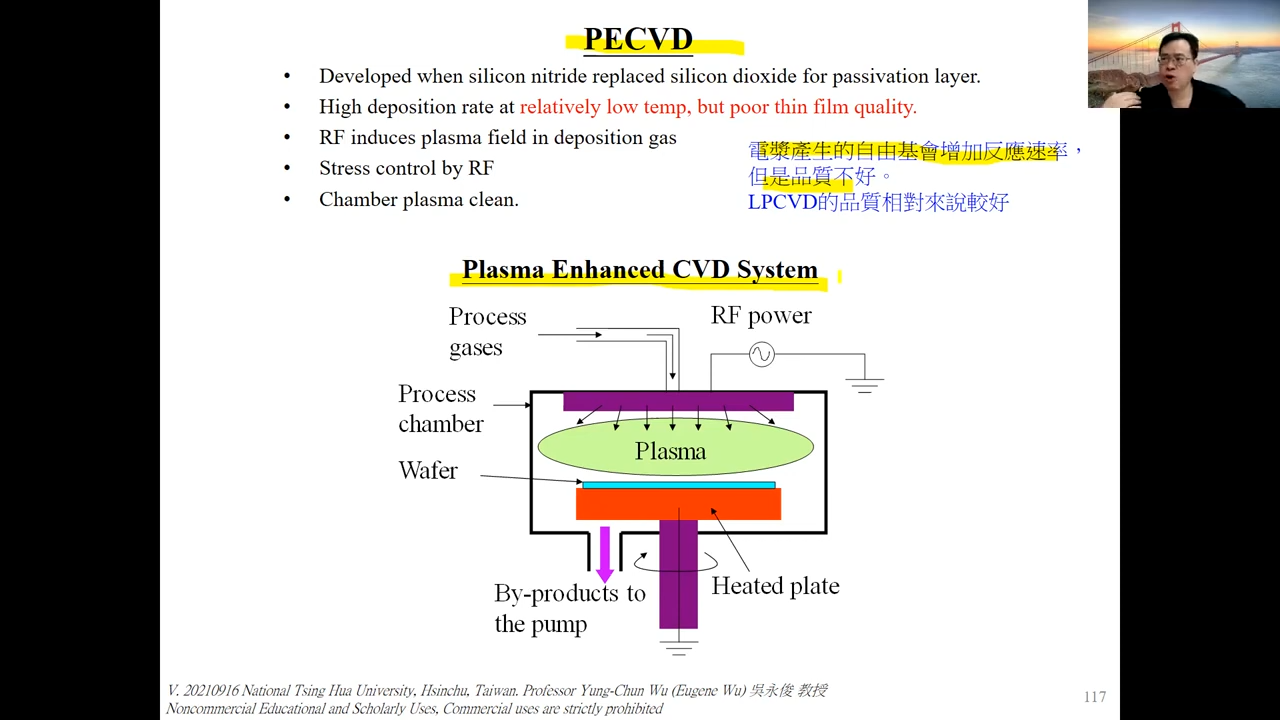 PECVD
• Developed when silicon nitride replaced silicon dioxide for passivation layer.
• High deposition rate at relatively low temp, but poor thin film quality.
• RF induces plasma field in deposition gas
• Stress control by RF
• Chamber plasma clean.
電漿產生的自由基會增加反應速率，
但是品質不好。
LPCVD的品質相對來說較好
Plasma Enhanced CVD System
Process
gases
RF power
Process
chamber
Plasma
Wafer
By-products to
the pump
Heated plate
V. 20210916 National Tsing Hua University, Hsinchu, Taiwan. Professor Yung-Chun Wu (Eugene Wu) 吳永俊 教授
Noncommercial Educational and Scholarly Uses, Commercial uses are strictly prohibited
117